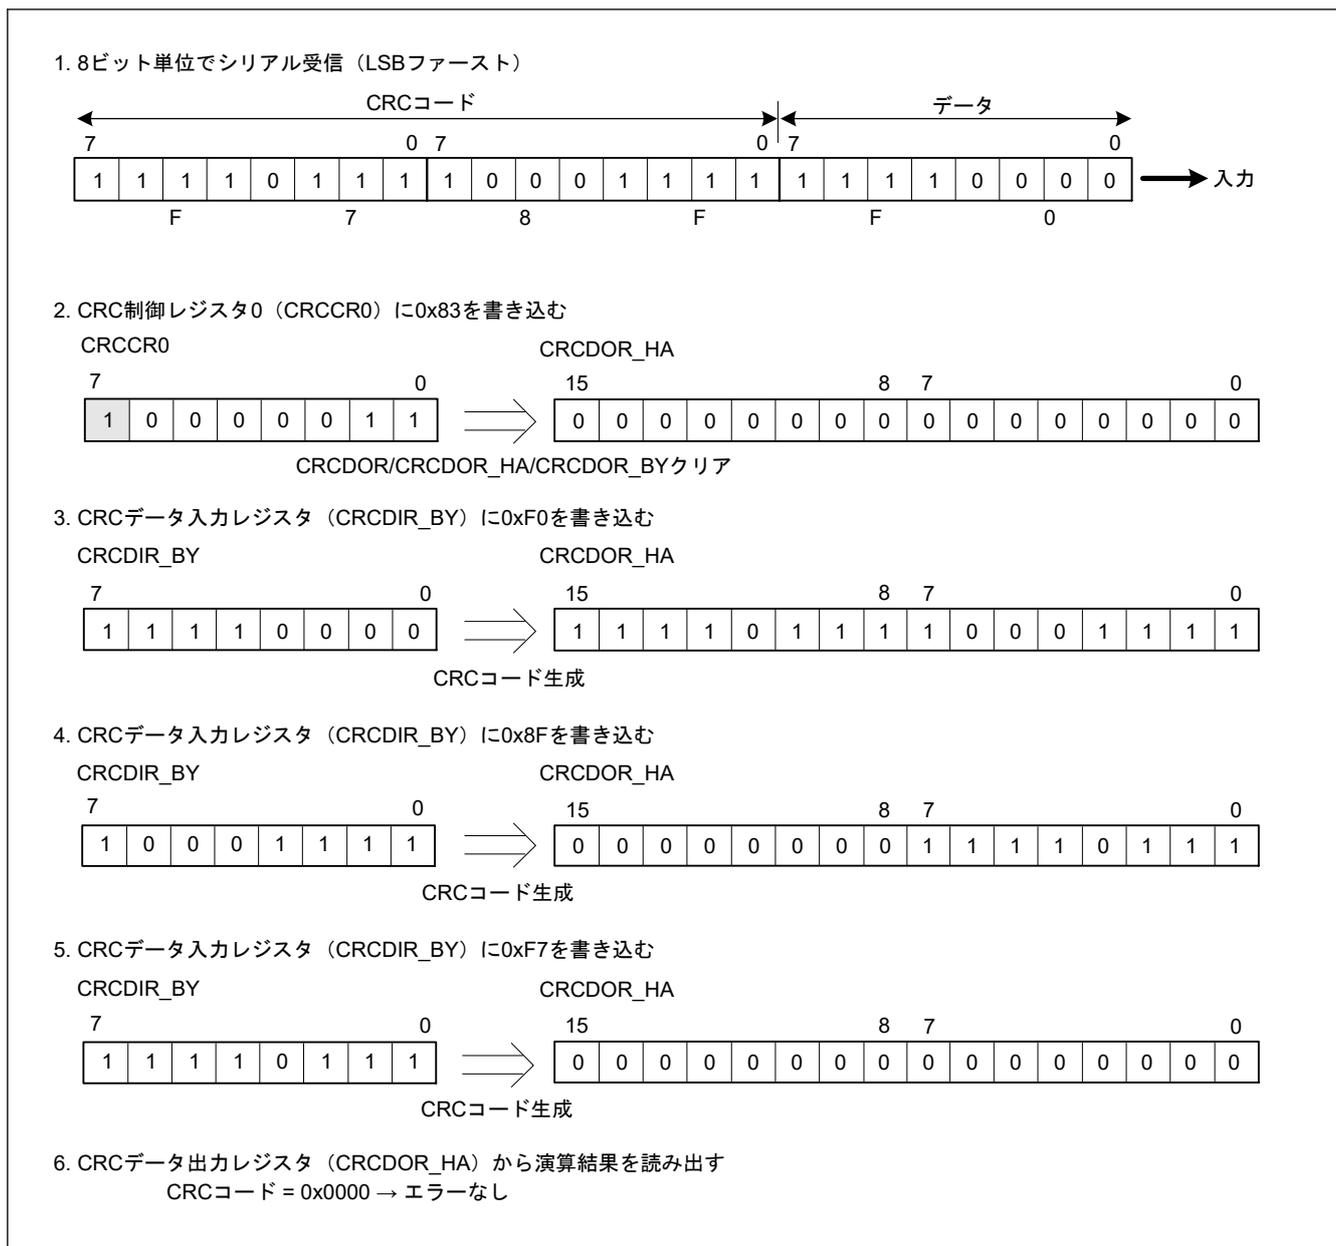 1. 8ビット単位でシリアル受信（LSBファースト）
CRCコード データ
7 0 7 0 7 0
1 1 1 1 0 1 1 1 1 0 0 0 1 1 1 1 1 1 1 1 0 0 0 0 入力
F 7 8 F F 0
2. CRC制御レジスタ0（CRCCR0）に0x83を書き込む
CRCCR0 CRCDOR_HA
7 0 15 8 7 0
1 0 0 0 0 0 1 1 0 0 0 0 0 0 0 0 0 0 0 0 0 0 0 0
CRCDOR/CRCDOR_HA/CRCDOR_BYクリア
3. CRCデータ入力レジスタ（CRCDIR_BY）に0xF0を書き込む
CRCDIR_BY CRCDOR_HA
7 0 15 8 7 0
1 1 1 1 0 0 0 0 1 1 1 1 0 1 1 1 1 0 0 0 1 1 1 1
CRCコード生成
4. CRCデータ入力レジスタ（CRCDIR_BY）に0x8Fを書き込む
CRCDIR_BY CRCDOR_HA
7 0 15 8 7 0
1 0 0 0 1 1 1 1 0 0 0 0 0 0 0 0 1 1 1 1 0 1 1 1
CRCコード生成
5. CRCデータ入力レジスタ（CRCDIR_BY）に0xF7を書き込む
CRCDIR_BY CRCDOR_HA
7 0 15 8 7 0
1 1 1 1 0 1 1 1 0 0 0 0 0 0 0 0 0 0 0 0 0 0 0 0
CRCコード生成
6. CRCデータ出力レジスタ（CRCDOR_HA）から演算結果を読み出す
CRCコード = 0x0000 → エラーなし